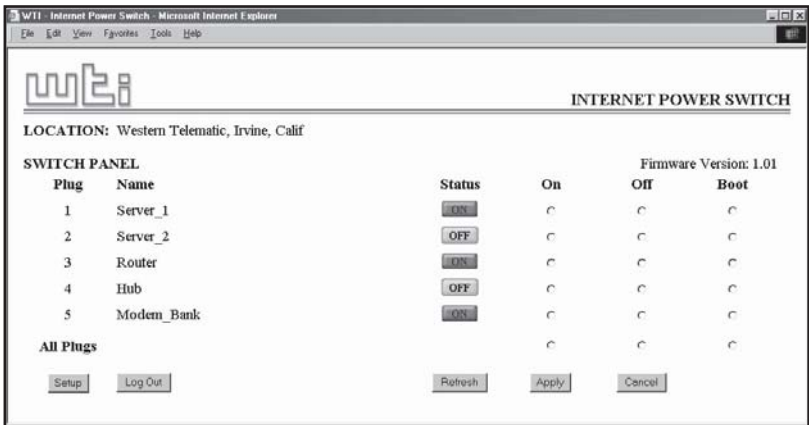 WTI - Internet Power Switch - Microsoft Internet Explorer
File Edit View Favorites Tools Help
wti
INTERNET POWER SWITCH
LOCATION: Western Telematic, Irvine, Calif
SWITCH PANEL Firmware Version: 1.01
Plug Name Status On Off Boot
1 Server_1 ON
2 Server_2 OFF
3 Router ON
4 Hub OFF
5 Modem_Bank ON
All Plugs
Setup Log Out Refresh Apply Cancel